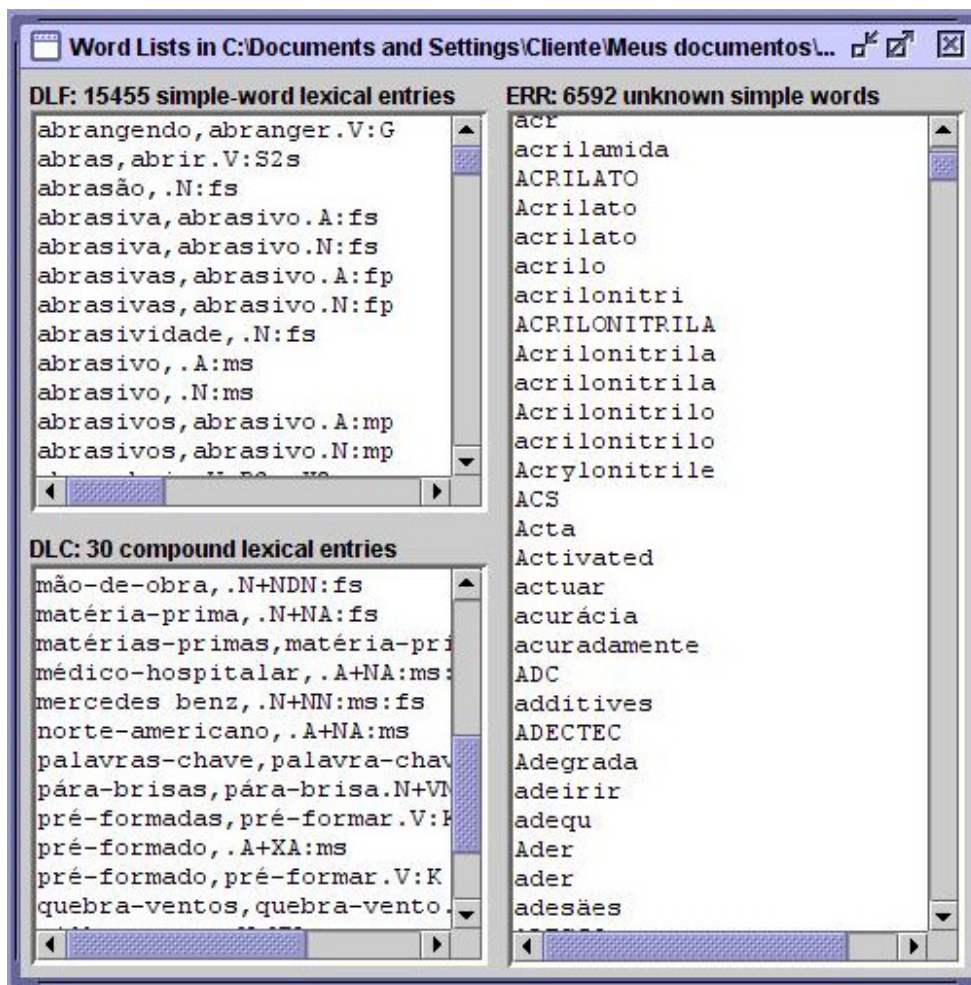 Word Lists in C:\Documents and Settings\Cliente\Meus documentos\...
DLF: 15455 simple-word lexical entries
abrangendo,abranger.V:G
abras,abrir.V:S2s
abrasão,.N:fs
abrasiva,abrasivo.A:fs
abrasiva,abrasivo.N:fs
abrasivas,abrasivo.A:fp
abrasivas,abrasivo.N:fp
abrasividade,.N:fs
abrasivo,.A:ms
abrasivo,.N:ms
abrasivos,abrasivo.A:mp
abrasivos,abrasivo.N:mp
DLC: 30 compound lexical entries
mão-de-obra,.N+NDN:fs
matéria-prima,.N+NA:fs
matérias-primas,matéria-pri
médico-hospitalar,.A+NA:ms:
mercedes benz,.N+NN:ms:fs
norte-americano,.A+NA:ms
palavras-chave,palavra-chav
pára-brisas,pára-brisa.N+VN
pré-formadas,pré-formar.V:K
pré-formado,.A+XA:ms
pré-formado,pré-formar.V:K
quebra-ventos,quebra-vento.
ERR: 6592 unknown simple words
acr
acrilamida
ACRILATO
Acrilato
acrilato
acrilo
acrilonitri
ACRILONITRILA
Acrilonitrila
acrilonitrila
Acrilonitrilo
acrilonitrilo
Acrylonitrile
ACS
Acta
Activated
actuar
acurácia
acuradamente
ADC
additives
ADECTEC
Adegrada
adeirir
adequ
Ader
ader
adesäes